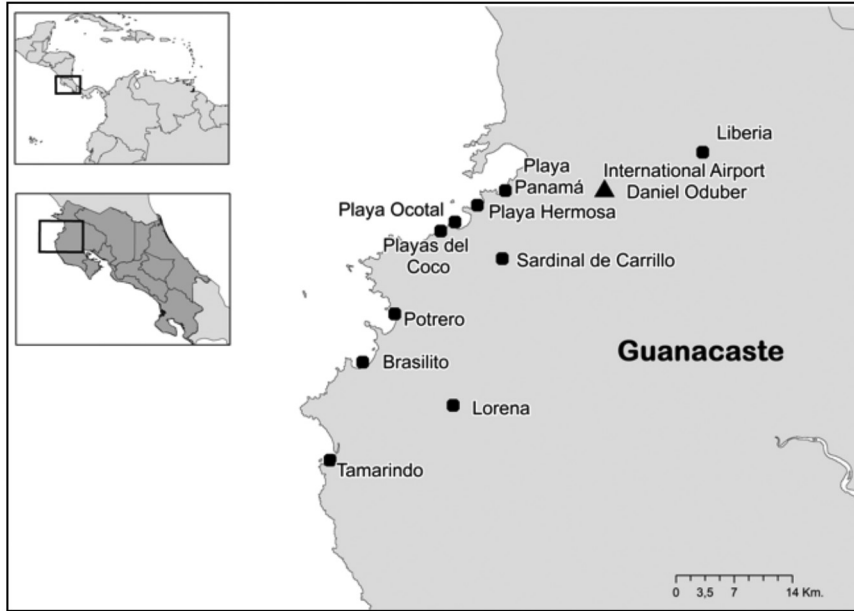 Liberia
Playa
Panamá
International Airport
Daniel Oduber
Playa Ocotal
Playa Hermosa
Playas del
Coco
Sardinal de Carrillo
Potrero
Guanacaste
Brasilito
Lorena
Tamarindo
0 3,5 7 14 Km.